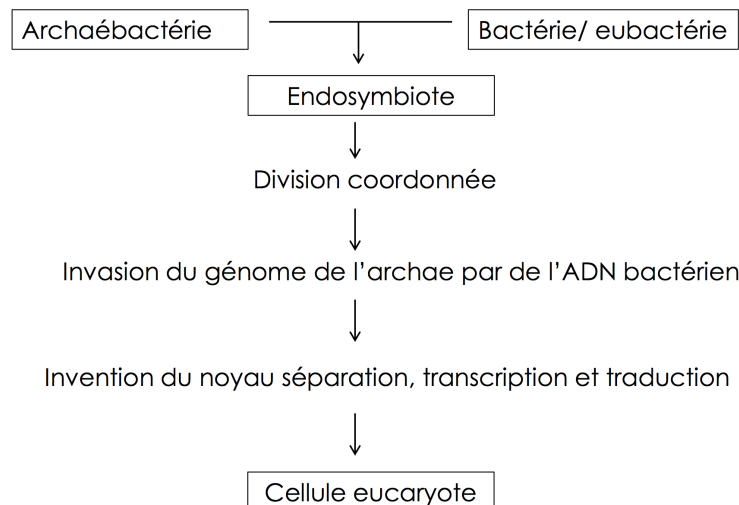 Archaébactérie
Bactérie/ eubactérie
Endosymbiote
Division coordonnée
Invasion du génome de l'archae par de l'ADN bactérien
Invention du noyau séparation, transcription et traduction
Cellule eucaryote